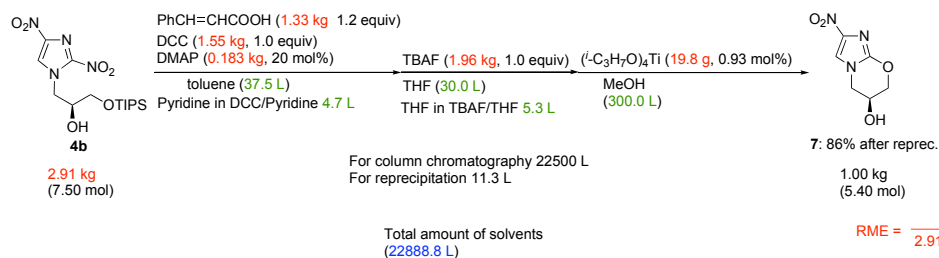 PhCH=CHCOOH (1.33 kg 1.2 equiv)
DCC (1.55 kg, 1.0 equiv)
DMAP (0.183 kg, 20 mol%)
toluene (37.5 L)
Pyridine in DCC/Pyridine 4.7 L
TBAF (1.96 kg, 1.0 equiv)
THF (30.0 L)
THF in TBAF/THF 5.3 L
(i-C3H7O)4Ti (19.8 g, 0.93 mol%)
MeOH
(300.0 L)
O2N
N
NO2
N
OTIPS
OH
4b
2.91 kg
(7.50 mol)
O2N
N
N
O
OH
7: 86% after reprec.
1.00 kg
(5.40 mol)
For column chromatography 22500 L
For reprecipitation 11.3 L
Total amount of solvents
(22888.8 L)
RME =
2.91